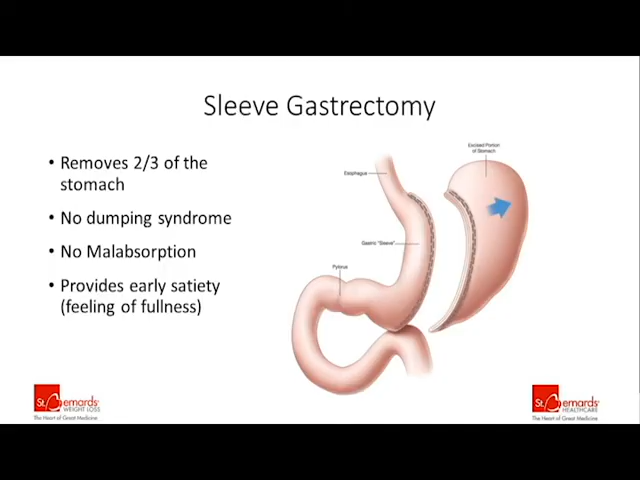 Sleeve Gastrectomy
• Removes 2/3 of the
stomach
• No dumping syndrome
• No Malabsorption
• Provides early satiety
(feeling of fullness)
Excised Portion
of Stomach
Esophagus
Gastric "Sleeve"
Pylorus
St. Bernards
WEIGHT LOSS
The Heart of Great Medicine
St. Bernards
HEALTHCARE
The Heart of Great Medicine